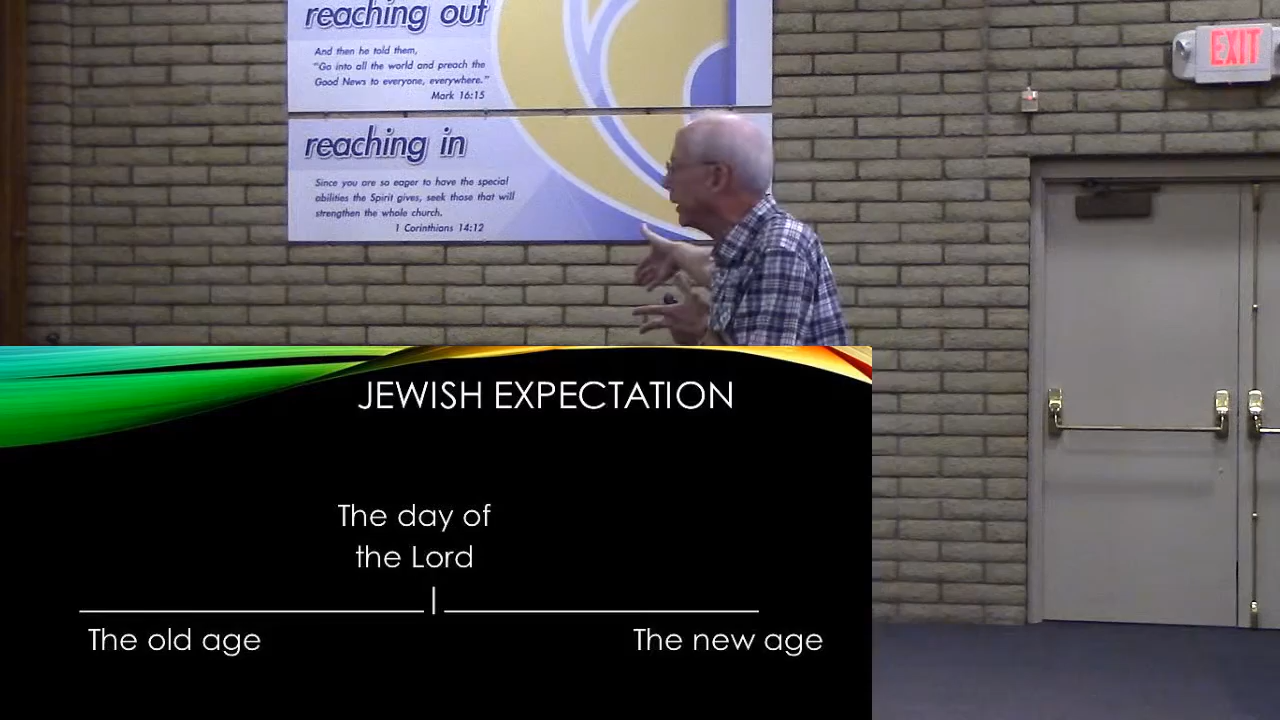 reaching out
And then he told them,
"Go into all the world and preach the
Good News to everyone, everywhere."
Mark 16:15
reaching in
Since you are so eager to have the special
abilities the Spirit gives, seek those that will
strengthen the whole church.
1 Corinthians 14:12
EXIT
JEWISH EXPECTATION
The day of
the Lord
The old age
The new age